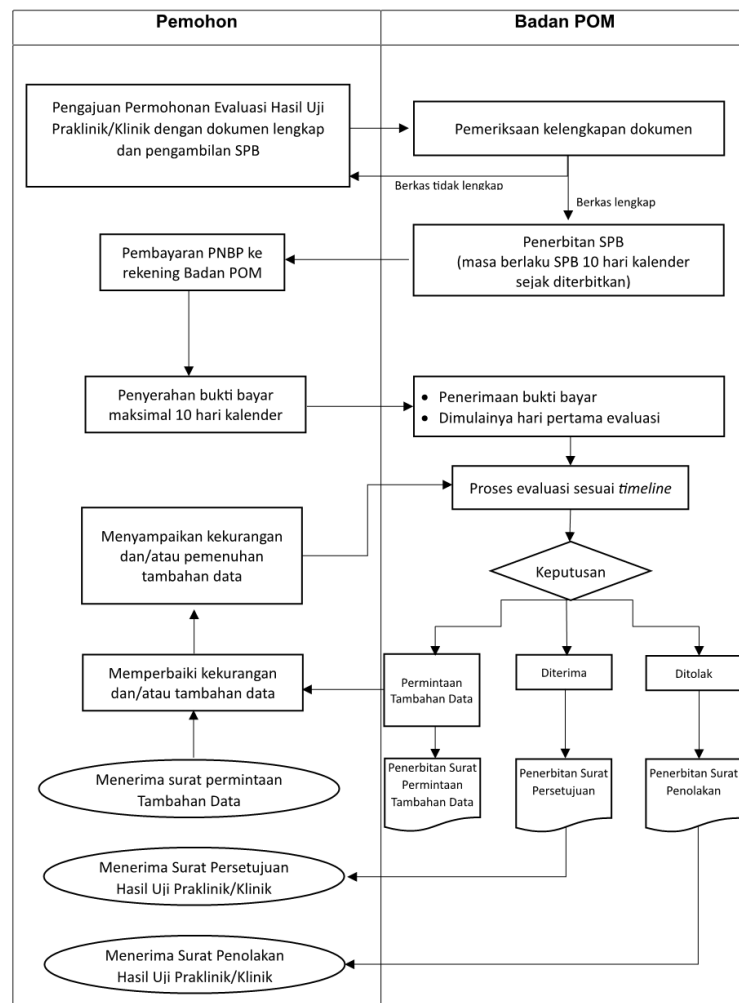 Pemohon
Badan POM
Pengajuan Permohonan Evaluasi Hasil Uji
Praklinik/Klinik dengan dokumen lengkap
dan pengambilan SPB
Pemeriksaan kelengkapan dokumen
Berkas tidak lengkap
Berkas lengkap
Pembayaran PNBP ke
rekening Badan POM
Penerbitan SPB
(masa berlaku SPB 10 hari kalender
sejak diterbitkan)
Penyerahan bukti bayar
maksimal 10 hari kalender
• Penerimaan bukti bayar
• Dimulainya hari pertama evaluasi
Proses evaluasi sesuai timeline
Menyampaikan kekurangan
dan/atau pemenuhan
tambahan data
Keputusan
Memperbaiki kekurangan
dan/atau tambahan data
Permintaan
Tambahan Data
Diterima
Ditolak
Menerima surat permintaan
Tambahan Data
Penerbitan Surat
Permintaan
Tambahan Data
Penerbitan Surat
Persetujuan
Penerbitan Surat
Penolakan
Menerima Surat Persetujuan
Hasil Uji Praklinik/Klinik
Menerima Surat Penolakan
Hasil Uji Praklinik/Klinik